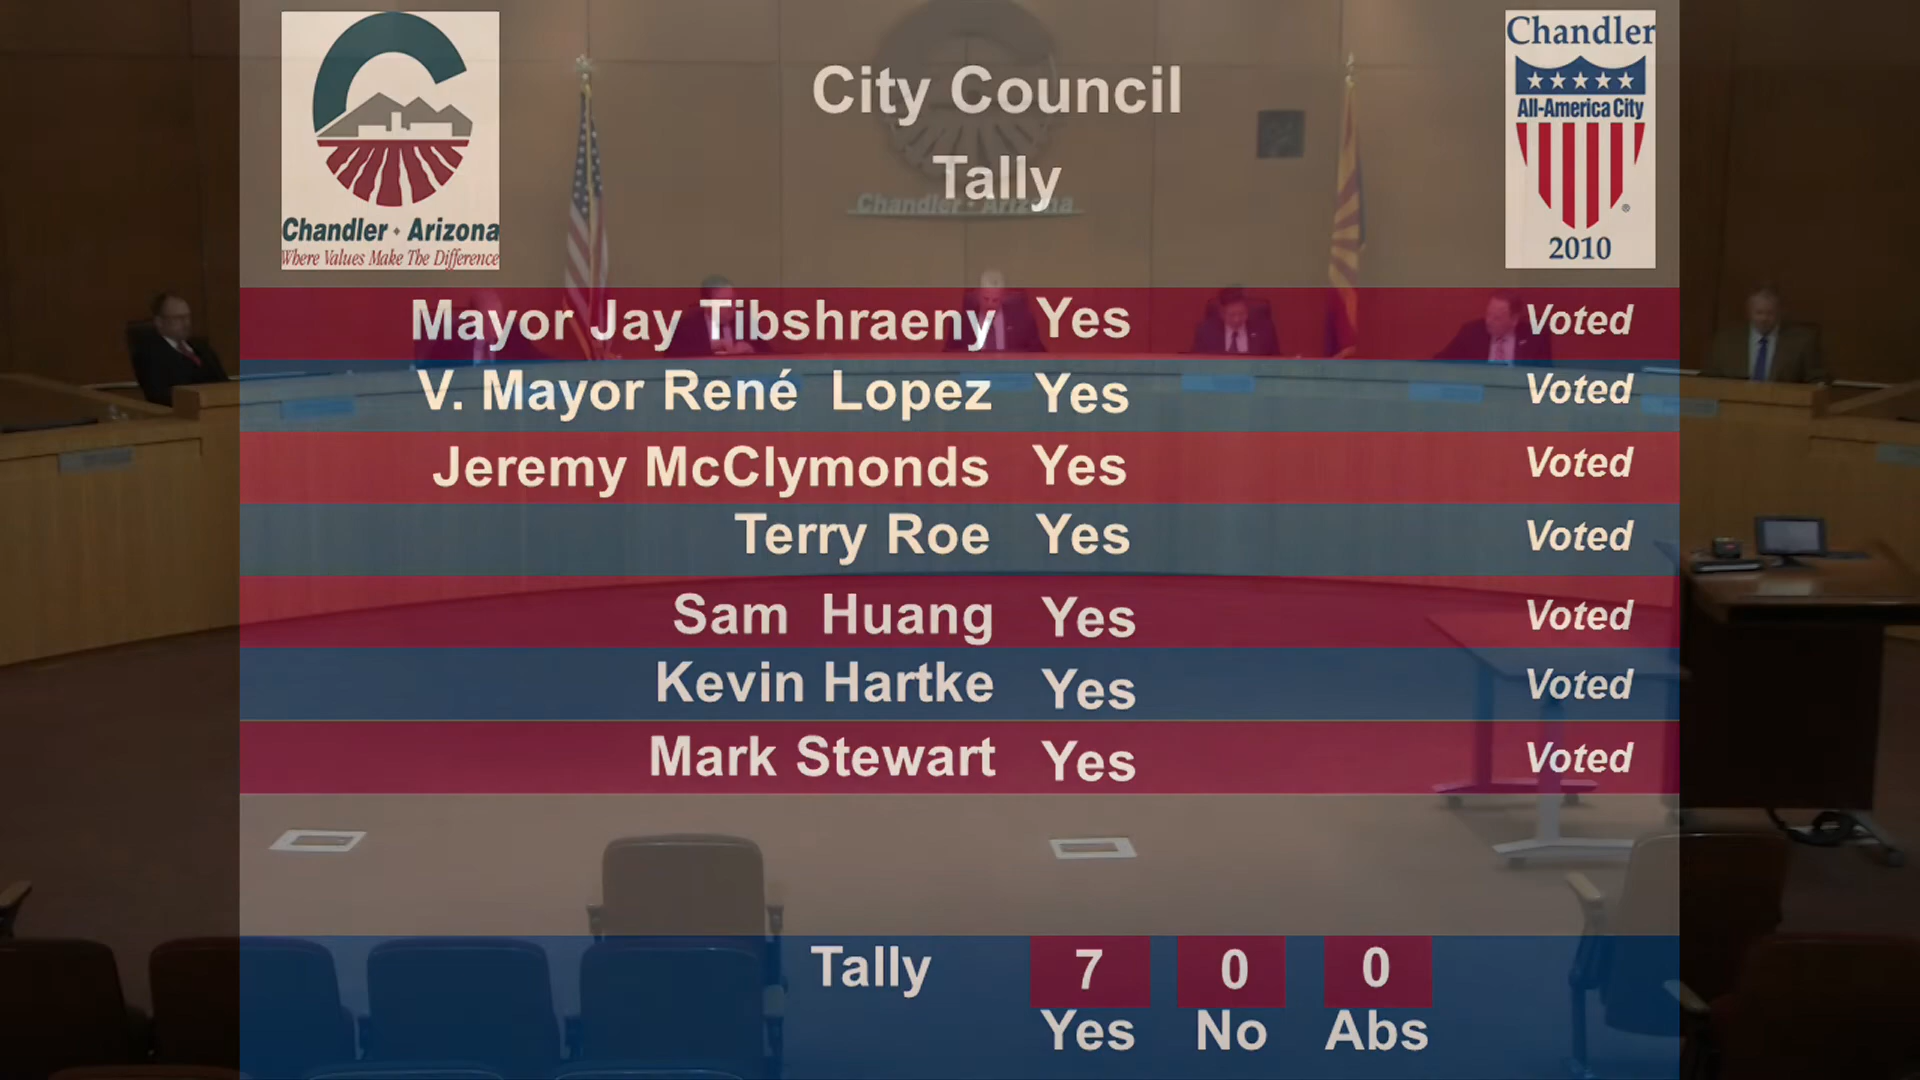 Chandler · Arizona
Where Values Make The Difference
City Council
Tally
Chandler · Arizona
Chandler
All-America City
®
2010
Mayor Jay Tibshraeny Yes Voted
V. Mayor René Lopez Yes Voted
Jeremy McClymonds Yes Voted
Terry Roe Yes Voted
Sam Huang Yes Voted
Kevin Hartke Yes Voted
Mark Stewart Yes Voted
Tally 7 0 0
Yes No Abs